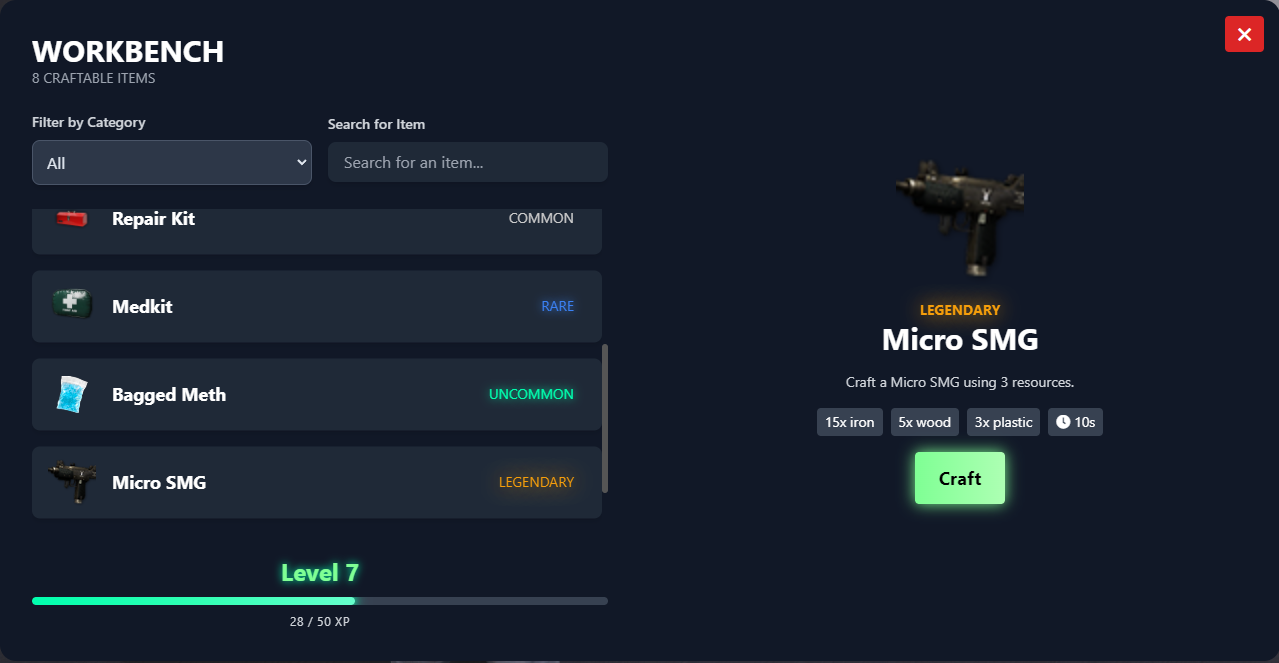 WORKBENCH
8 CRAFTABLE ITEMS
Filter by Category
All
Search for Item
Search for an item...
Repair Kit COMMON
Medkit RARE
Bagged Meth UNCOMMON
Micro SMG LEGENDARY
Level 7
28 / 50 XP
LEGENDARY
Micro SMG
Craft a Micro SMG using 3 resources.
15x iron 5x wood 3x plastic 10s
Craft